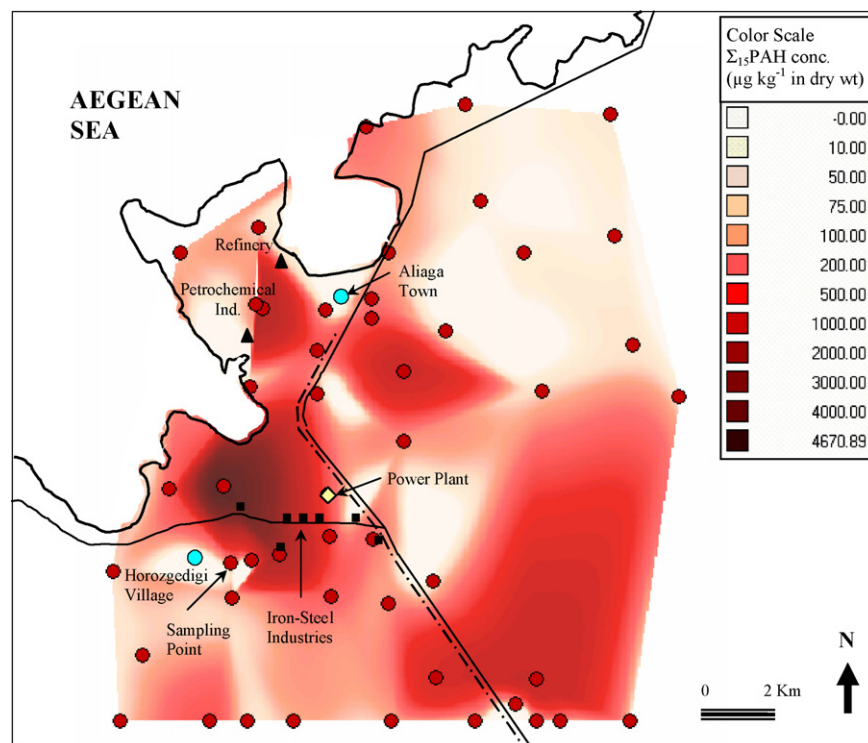 AEGEAN
SEA
Color Scale
Σ₁₅PAH conc.
(µg kg⁻¹ in dry wt)
-0.00
10.00
50.00
75.00
100.00
200.00
500.00
1000.00
2000.00
3000.00
4000.00
4670.89
Refinery
Aliaga
Town
Petrochemical
Ind.
Power Plant
Horozgedigi
Village
Sampling
Point
Iron-Steel
Industries
N
0 2 Km